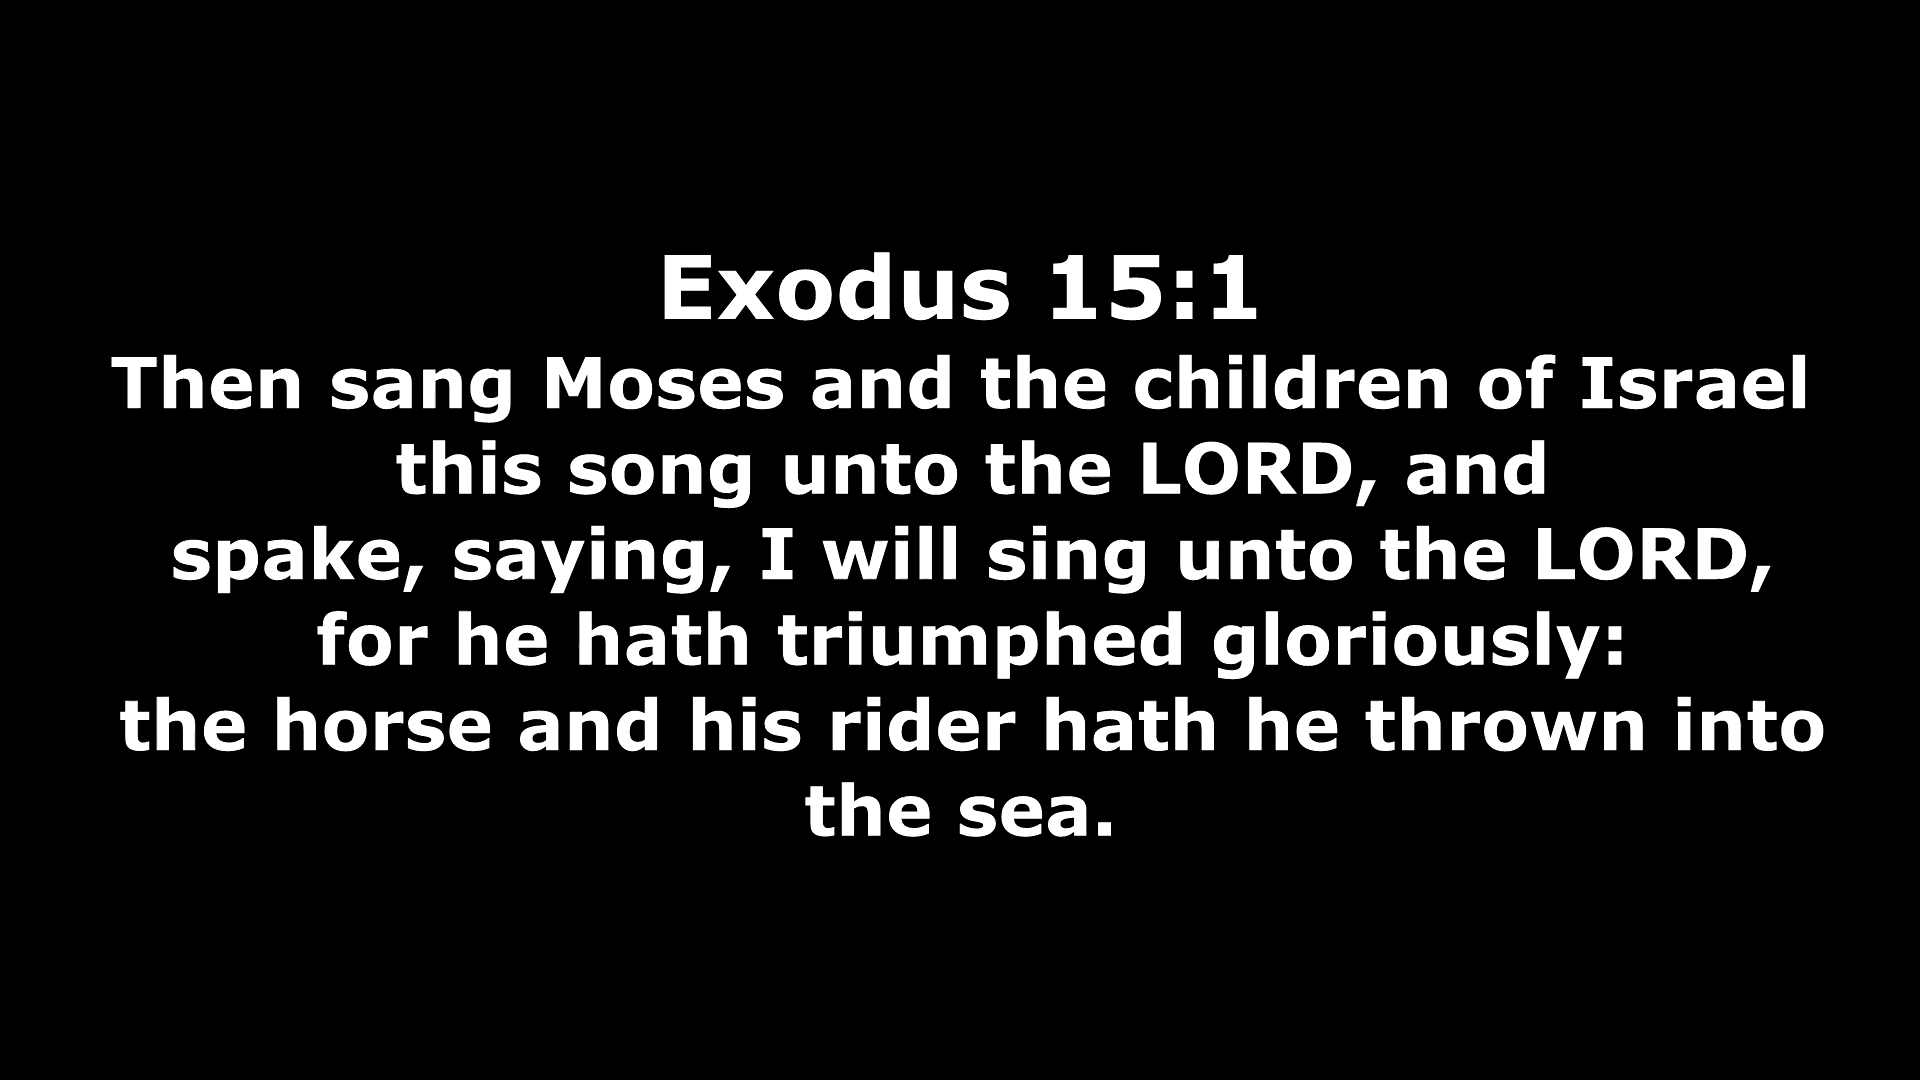 Exodus 15:1
Then sang Moses and the children of Israel
this song unto the LORD, and
spake, saying, I will sing unto the LORD,
for he hath triumphed gloriously:
the horse and his rider hath he thrown into
the sea.